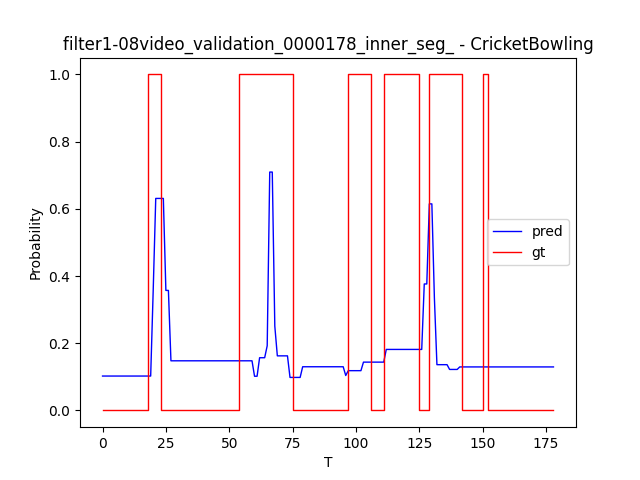 filter1-08video_validation_0000178_inner_seg_ - CricketBowling
1.0
0.8
0.6
0.4
0.2
0.0
Probability
pred
gt
0 25 50 75 100 125 150 175
T